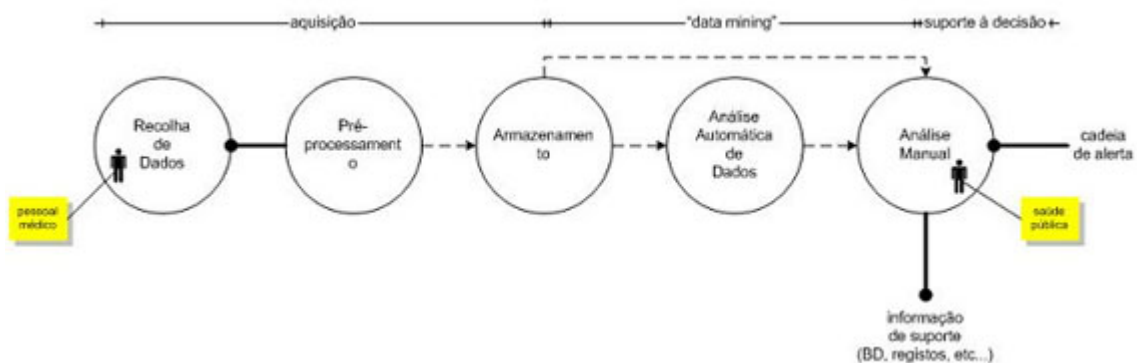 aquisição
"data mining"
suporte à decisão
Recolha
de
Dados
Pré-
processament
o
Armazenamen
to
Análise
Automática
de
Dados
Análise
Manual
cadeia
de alerta
pessoal
médico
saúde
pública
informação
de suporte
(BD, registos, etc...)